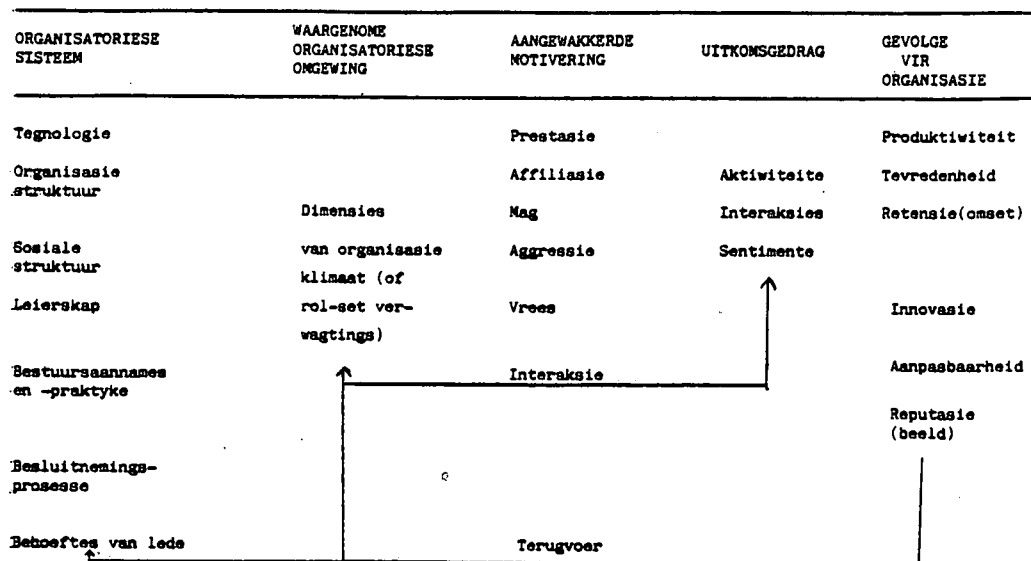 ORGANISATORIESE
SISTEEM
WAARGENOME
ORGANISATORIESE
OMGEWING
AANGEWAKKERDE
MOTIVERING
UITKOMSGEDRAG
GEVOLGE
VIR
ORGANISASIE
Tegnologie
Prestasie
Produktiwiteit
Organisasie
struktuur
Affiliasie
Aktiwiteite
Tevredenheid
Dimensies
Mag
Interaksies
Retensie(omset)
Sosiale
struktuur
van organisasie
klimaat (of
rol-set ver-
wagtings)
Aggressie
Sentimente
Leierskap
Vrees
Innovasie
Bestuursaannames
en -praktyke
Interaksie
Aanpasbaarheid
Reputasie
(beeld)
Besluitnemings-
prosesse
Behoeftes van lede
Terugvoer